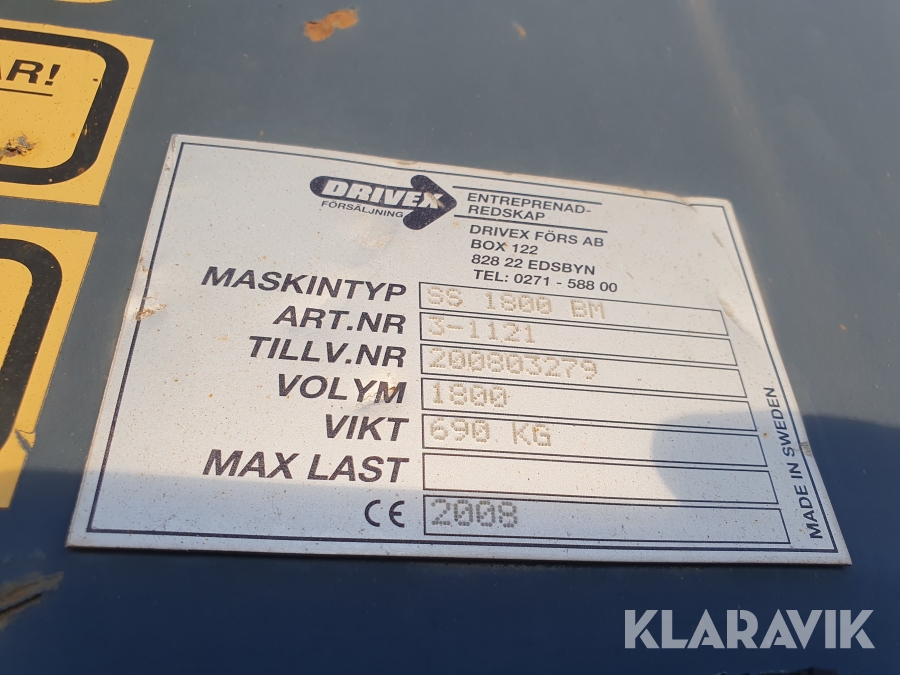 AR!
DRIVEX
FÖRSÄLJNING
ENTREPRENAD-
REDSKAP
DRIVEX FÖRS AB
BOX 122
828 22 EDSBYN
TEL: 0271 - 588 00
MASKINTYP SS 1800 BM
ART.NR 3-1121
TILLV.NR 200803279
VOLYM 1800
VIKT 690 KG
MAX LAST
CE 2008
MADE IN SWEDEN
KLARAVIK